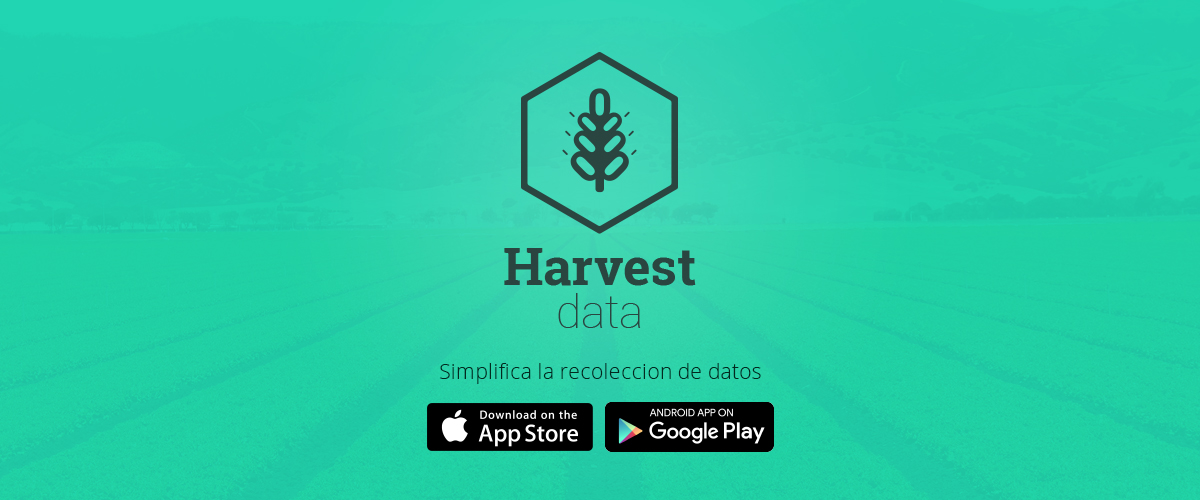 Harvest
data
Simplifica la recoleccion de datos
Download on the
App Store
ANDROID APP ON
Google Play